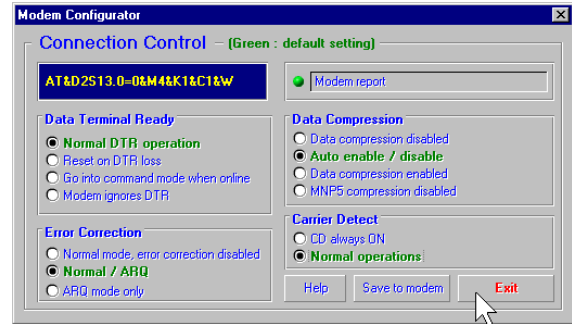 Modem Configurator
Connection Control – (Green : default setting)
AT&D2S13.0=0&M4&K1&C1&W
Modem report
Data Terminal Ready
Normal DTR operation
Reset on DTR loss
Go into command mode when online
Modem ignores DTR
Data Compression
Data compression disabled
Auto enable / disable
Data compression enabled
MNP5 compression disabled
Error Correction
Normal mode, error correction disabled
Normal / ARQ
ARQ mode only
Carrier Detect
CD always ON
Normal operations
Help
Save to modem
Exit